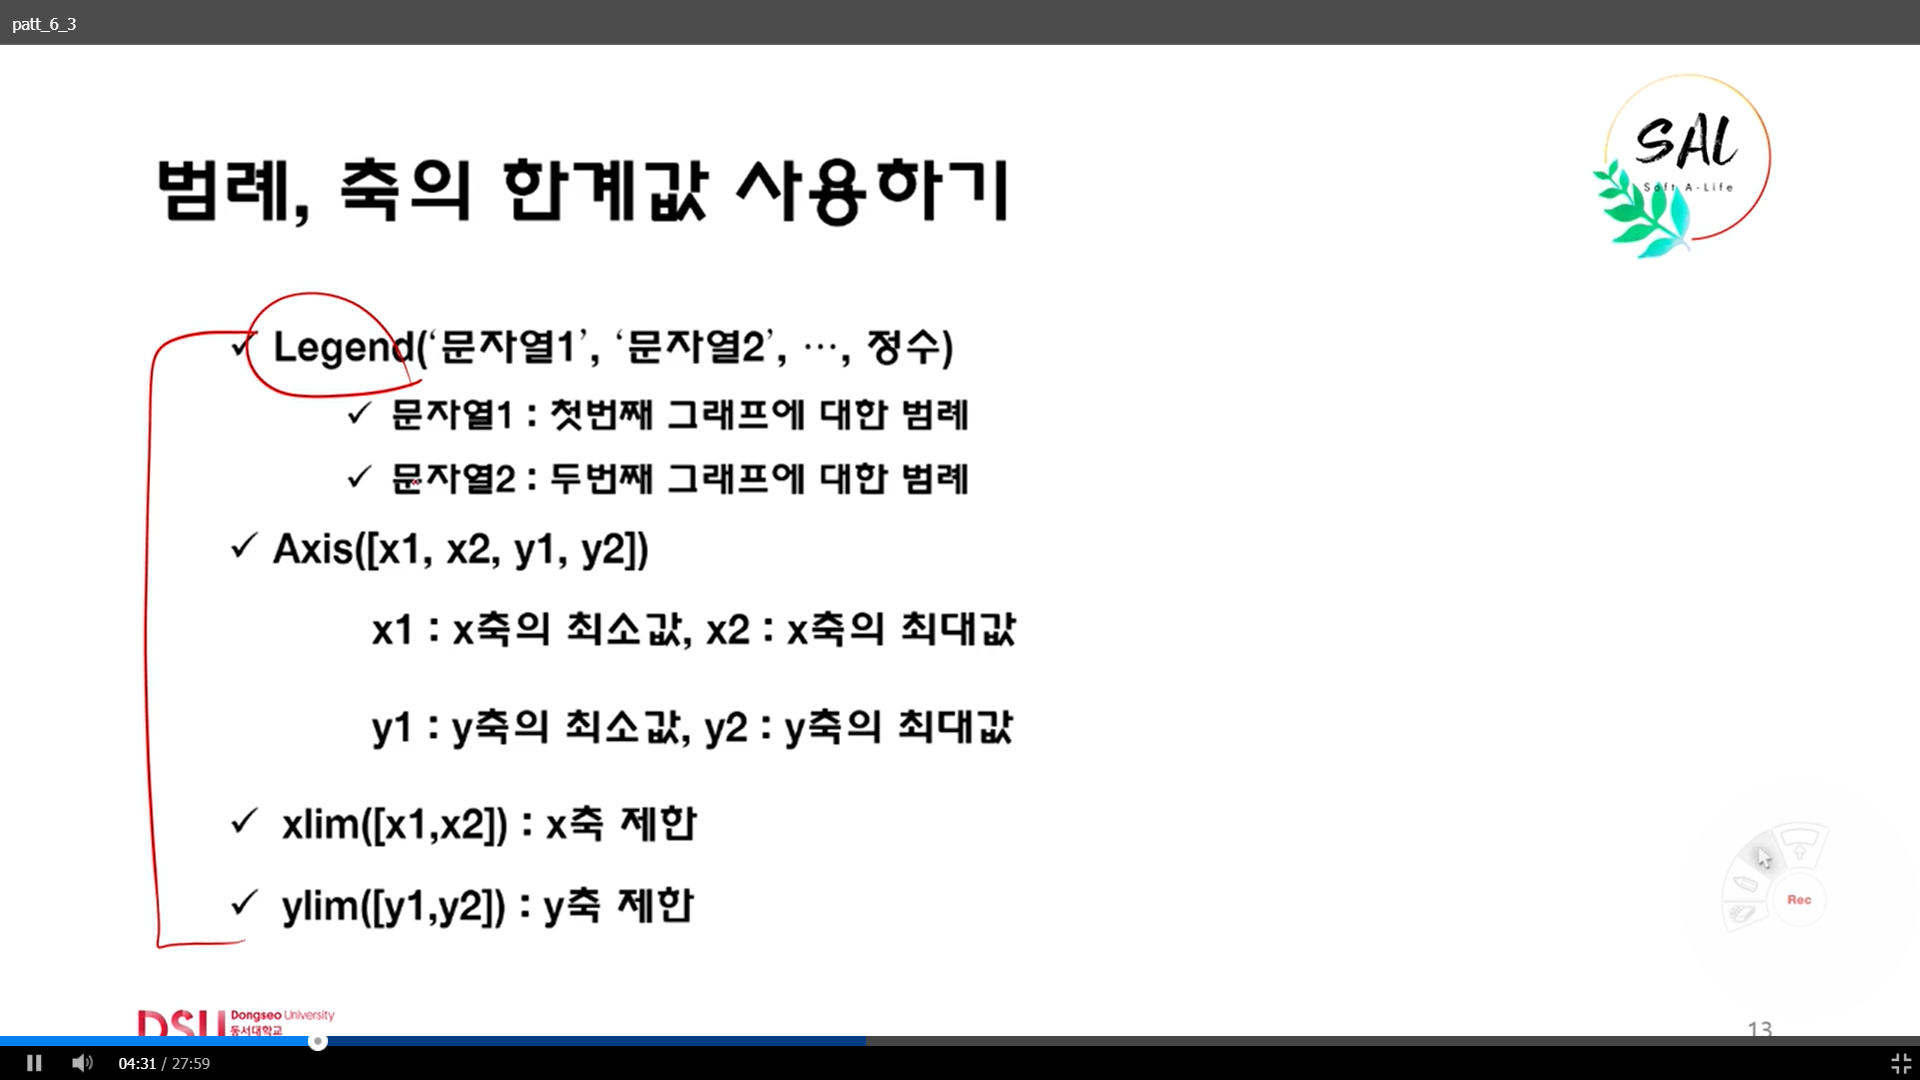 patt_6_3
SAL
Soft A-Life
범례, 축의 한계값 사용하기
✓ Legend(‘문자열1’, ‘문자열2’, …, 정수)
✓ 문자열1 : 첫번째 그래프에 대한 범례
✓ 문자열2 : 두번째 그래프에 대한 범례
✓ Axis([x1, x2, y1, y2])
x1 : x축의 최소값, x2 : x축의 최대값
y1 : y축의 최소값, y2 : y축의 최대값
✓ xlim([x1,x2]) : x축 제한
✓ ylim([y1,y2]) : y축 제한
Rec
DSU Dongseo University
동서대학교
13
04:31 / 27:59